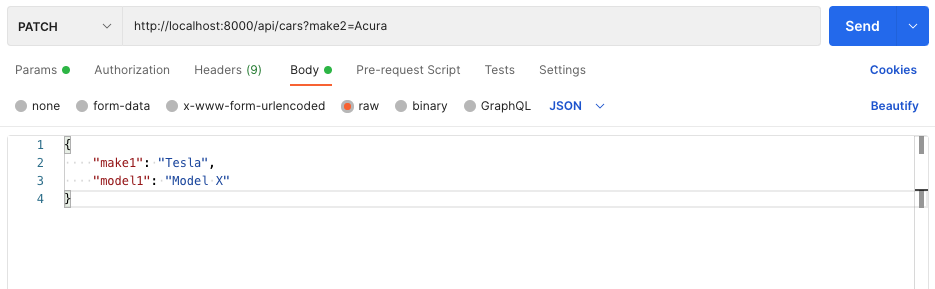 PATCH http://localhost:8000/api/cars?make2=Acura Send
Params Authorization Headers (9) Body Pre-request Script Tests Settings Cookies
none form-data x-www-form-urlencoded raw binary GraphQL JSON Beautify
1 {
2 "make1": "Tesla",
3 "model1": "Model X"
4 }